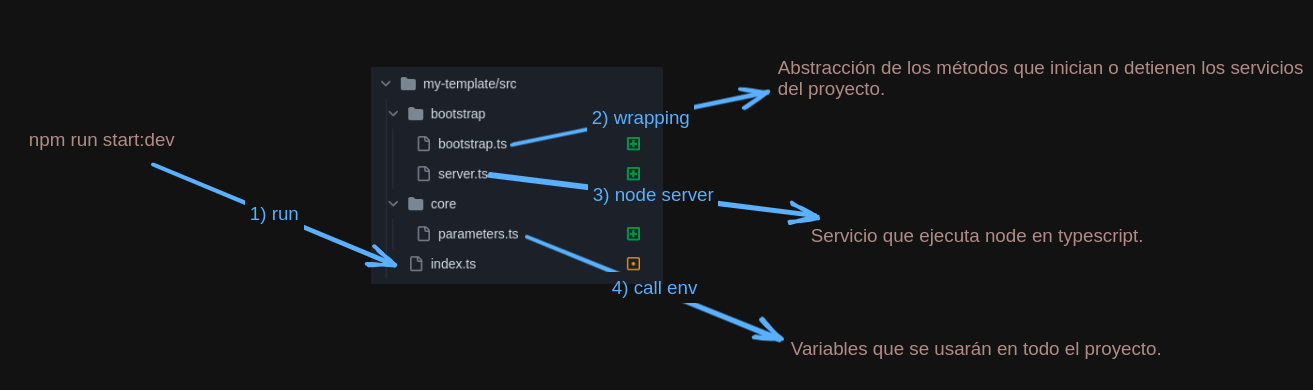 Abstracción de los métodos que inician o detienen los servicios
del proyecto.
my-template/src
bootstrap
2) wrapping
npm run start:dev
bootstrap.ts
server.ts
3) node server
core
1) run
parameters.ts
Servicio que ejecuta node en typescript.
index.ts
4) call env
Variables que se usarán en todo el proyecto.